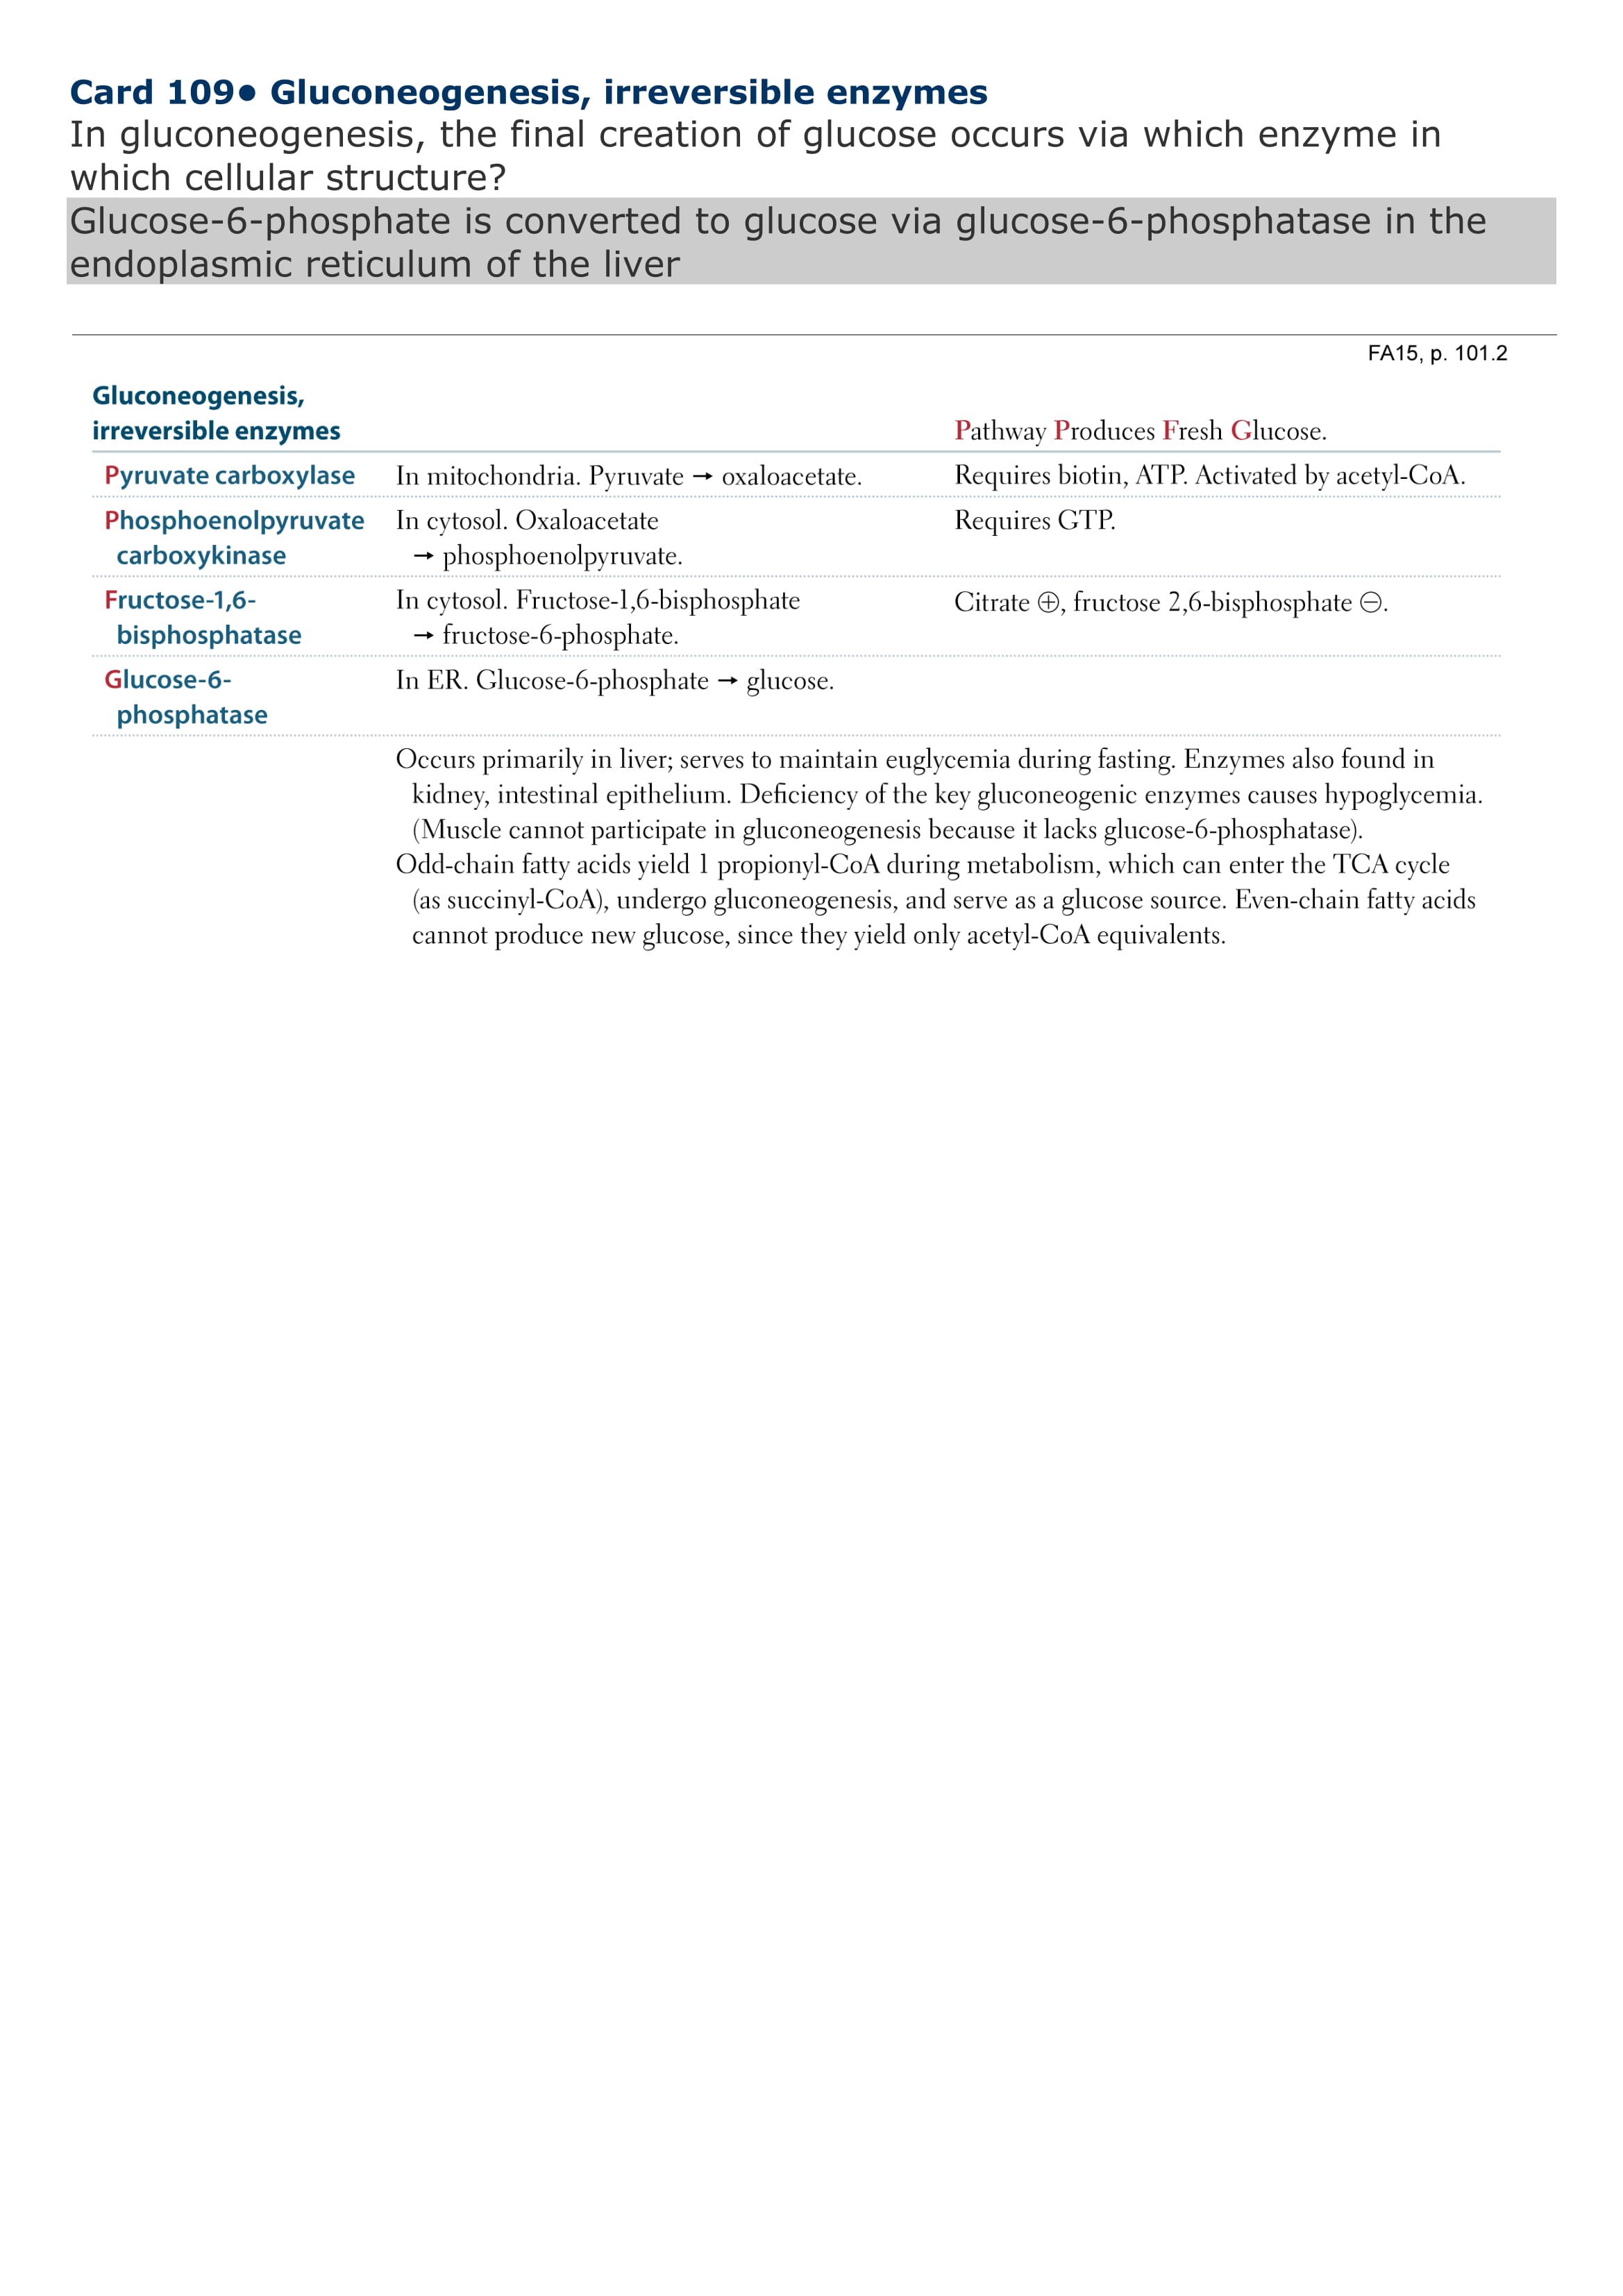 Card 109● Gluconeogenesis, irreversible enzymes
In gluconeogenesis, the final creation of glucose occurs via which enzyme in
which cellular structure?
Glucose-6-phosphate is converted to glucose via glucose-6-phosphatase in the
endoplasmic reticulum of the liver
FA15, p. 101.2
Gluconeogenesis,
irreversible enzymes
Pathway Produces Fresh Glucose.
Pyruvate carboxylase
In mitochondria. Pyruvate → oxaloacetate.
Requires biotin, ATP. Activated by acetyl-CoA.
Phosphoenolpyruvate
carboxykinase
In cytosol. Oxaloacetate
→ phosphoenolpyruvate.
Requires GTP.
Fructose-1,6-
bisphosphatase
In cytosol. Fructose-1,6-bisphosphate
→ fructose-6-phosphate.
Citrate ⊕, fructose 2,6-bisphosphate ⊖.
Glucose-6-
phosphatase
In ER. Glucose-6-phosphate → glucose.
Occurs primarily in liver; serves to maintain euglycemia during fasting. Enzymes also found in
kidney, intestinal epithelium. Deficiency of the key gluconeogenic enzymes causes hypoglycemia.
(Muscle cannot participate in gluconeogenesis because it lacks glucose-6-phosphatase).
Odd-chain fatty acids yield 1 propionyl-CoA during metabolism, which can enter the TCA cycle
(as succinyl-CoA), undergo gluconeogenesis, and serve as a glucose source. Even-chain fatty acids
cannot produce new glucose, since they yield only acetyl-CoA equivalents.